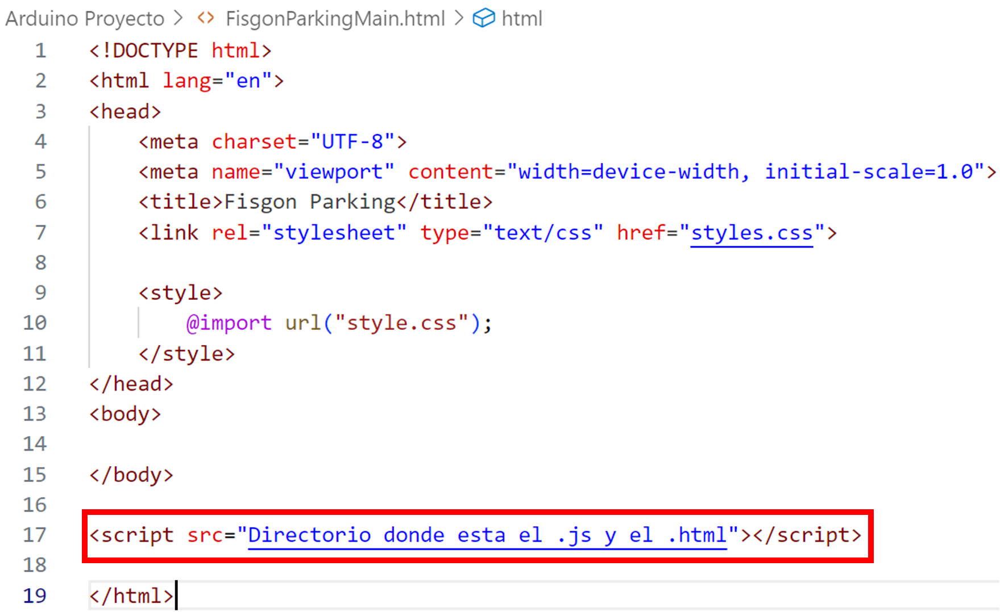 Arduino Proyecto > <> FisgonParkingMain.html > html
1 <!DOCTYPE html>
2 <html lang="en">
3 <head>
4 <meta charset="UTF-8">
5 <meta name="viewport" content="width=device-width, initial-scale=1.0">
6 <title>Fisgon Parking</title>
7 <link rel="stylesheet" type="text/css" href="styles.css">
8
9 <style>
10 @import url("style.css");
11 </style>
12 </head>
13 <body>
14
15 </body>
16
17 <script src="Directorio donde esta el .js y el .html"></script>
18
19 </html>